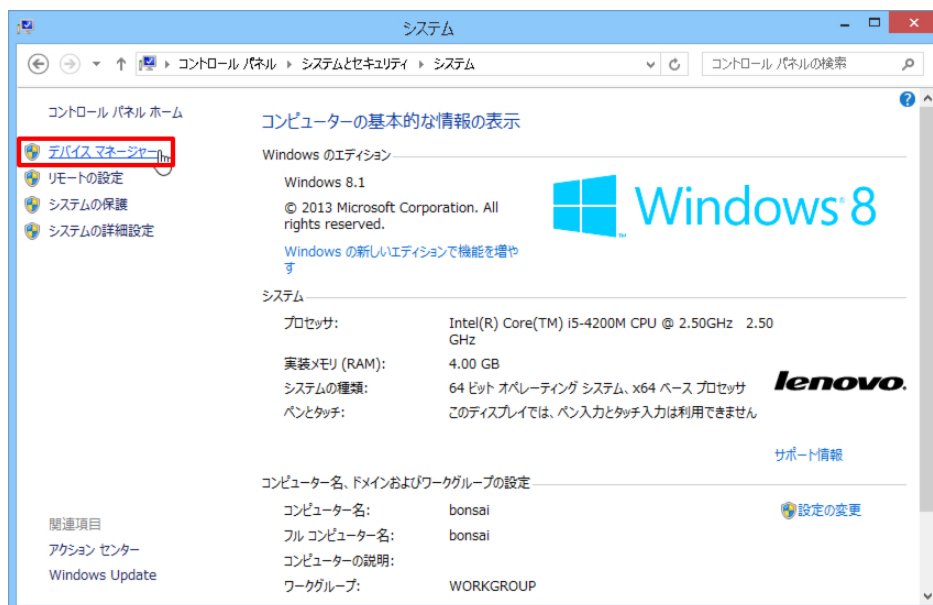 システム
コントロール パネル システムとセキュリティ システム
コントロール パネルの検索
コントロール パネル ホーム
デバイス マネージャー
リモートの設定
システムの保護
システムの詳細設定
コンピューターの基本的な情報の表示
Windows のエディション
Windows 8.1
© 2013 Microsoft Corporation. All
rights reserved.
Windows の新しいエディションで機能を増や
す
Windows 8
システム
プロセッサ: Intel(R) Core(TM) i5-4200M CPU @ 2.50GHz 2.50
GHz
実装メモリ (RAM): 4.00 GB
システムの種類: 64 ビット オペレーティング システム、x64 ベース プロセッサ
ペンとタッチ: このディスプレイでは、ペン入力とタッチ入力は利用できません
lenovo.
サポート情報
コンピューター名、ドメインおよびワークグループの設定
コンピューター名: bonsai
設定の変更
フル コンピューター名: bonsai
コンピューターの説明:
ワークグループ: WORKGROUP
関連項目
アクション センター
Windows Update